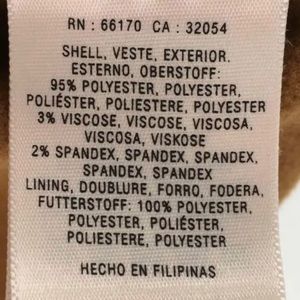 RN : 66170 CA : 32054
SHELL, VESTE, EXTERIOR.
ESTERNO, OBERSTOFF:
95% POLYESTER, POLYESTER,
POLIÉSTER, POLIESTERE, POLYESTER
3% VISCOSE, VISCOSE, VISCOSA,
VISCOSA, VISKOSE
2% SPANDEX, SPANDEX, SPANDEX,
SPANDEX, SPANDEX
LINING, DOUBLURE, FORRO, FODERA,
FUTTERSTOFF: 100% POLYESTER,
POLYESTER, POLIÉSTER,
POLIESTERE, POLYESTER
HECHO EN FILIPINAS